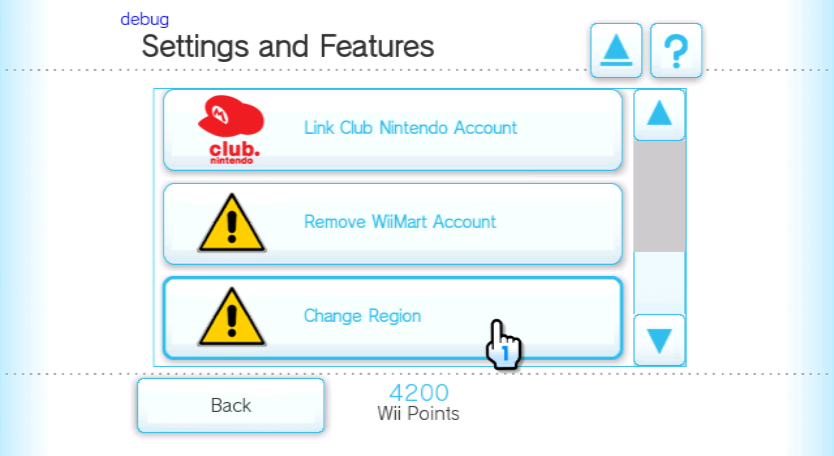 debug
Settings and Features
?
M
club.
nintendo
Link Club Nintendo Account
!
Remove WiiMart Account
!
Change Region
1
Back
4200
Wii Points